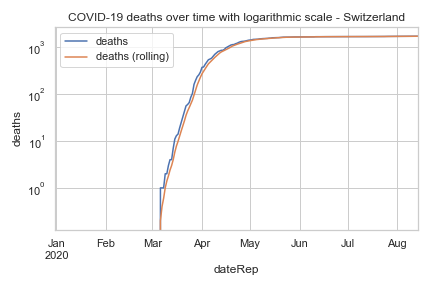 COVID-19 deaths over time with logarithmic scale - Switzerland
deaths
deaths (rolling)
10³
10²
10¹
10⁰
deaths
Jan Feb Mar Apr May Jun Jul Aug
2020
dateRep